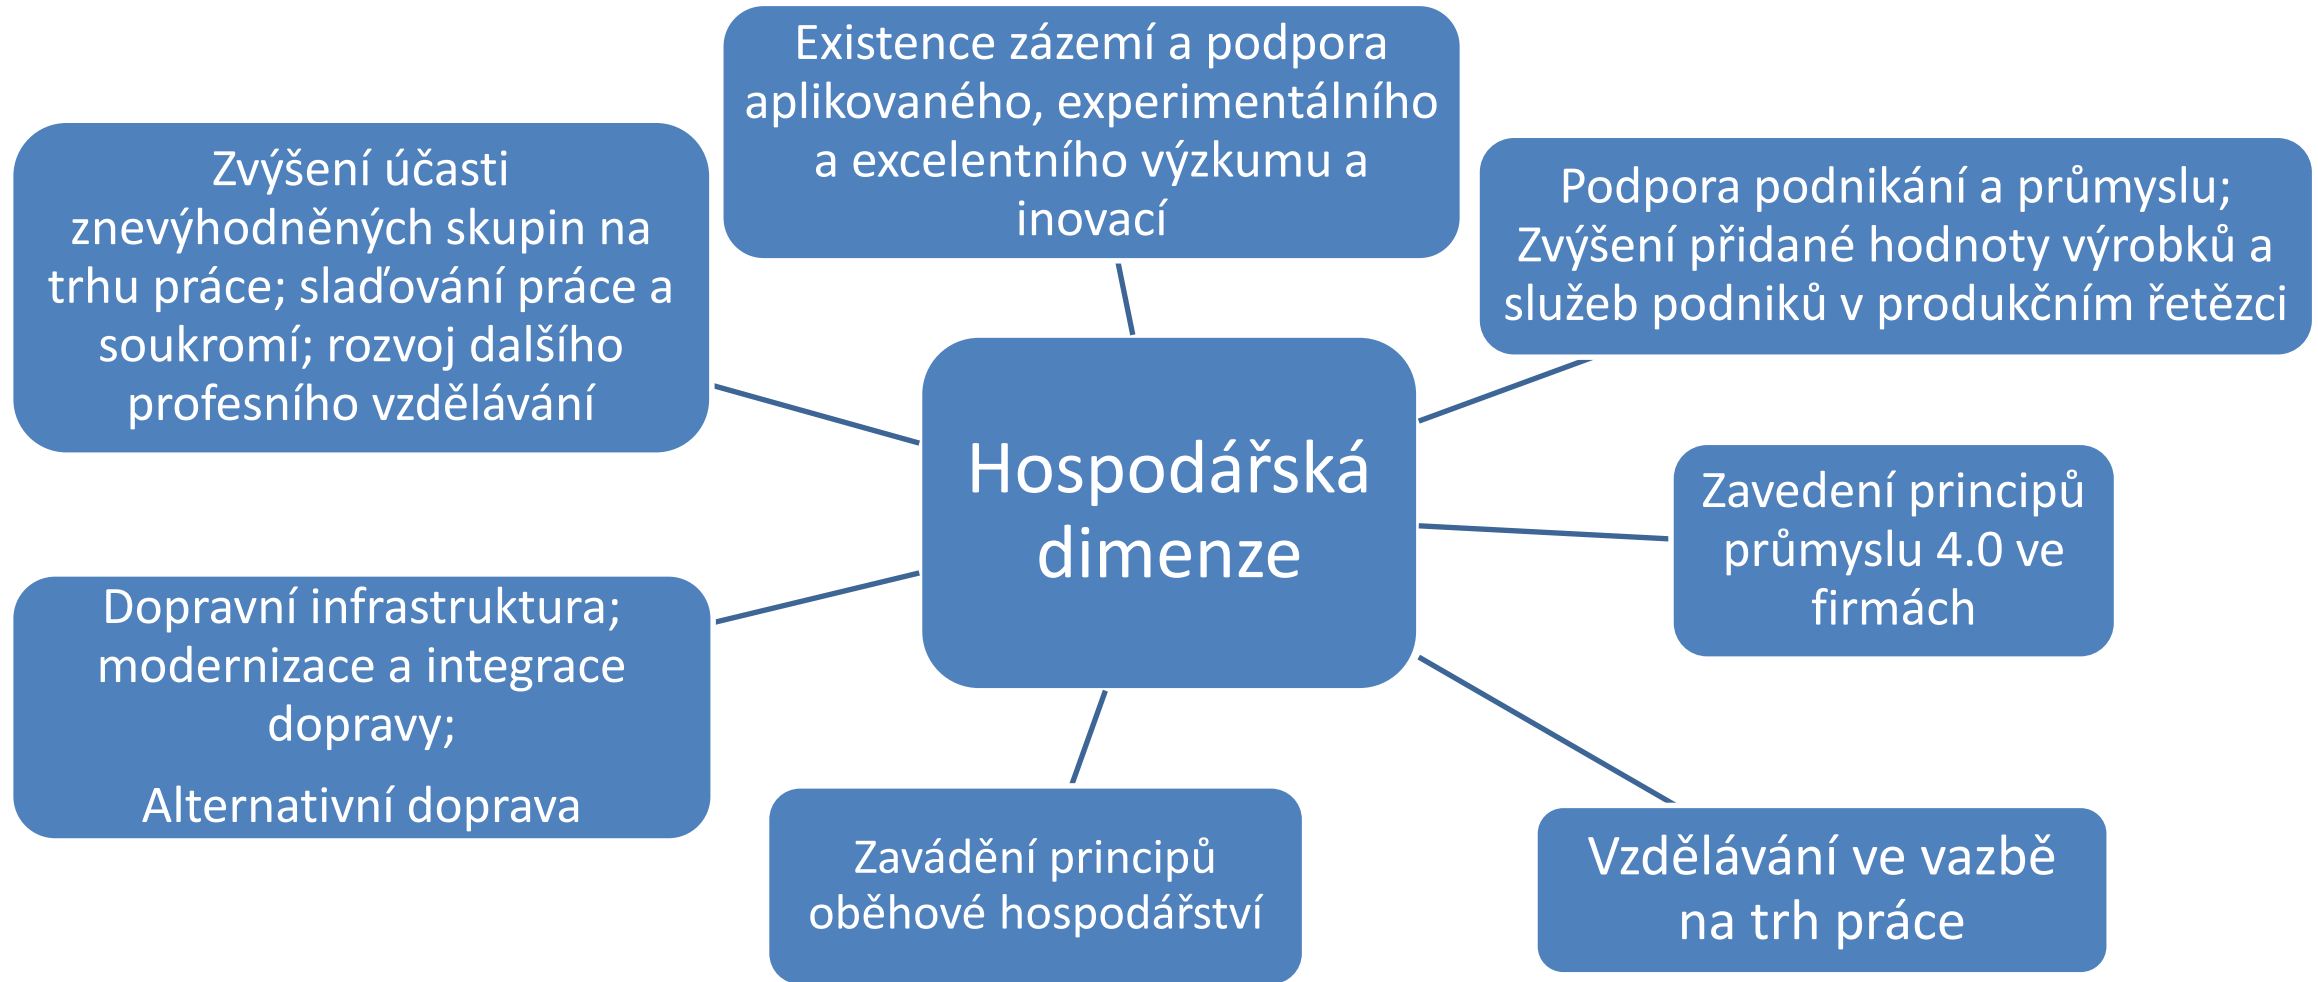 Existence zázemí a podpora
aplikovaného, experimentálního
a excelentního výzkumu a
inovací
Zvýšení účasti
znevýhodněných skupin na
trhu práce; slaďování práce a
soukromí; rozvoj dalšího
profesního vzdělávání
Podpora podnikání a průmyslu;
Zvýšení přidané hodnoty výrobků a
služeb podniků v produkčním řetězci
Hospodářská
dimenze
Zavedení principů
průmyslu 4.0 ve
firmách
Dopravní infrastruktura;
modernizace a integrace
dopravy;
Alternativní doprava
Zavádění principů
oběhové hospodářství
Vzdělávání ve vazbě
na trh práce